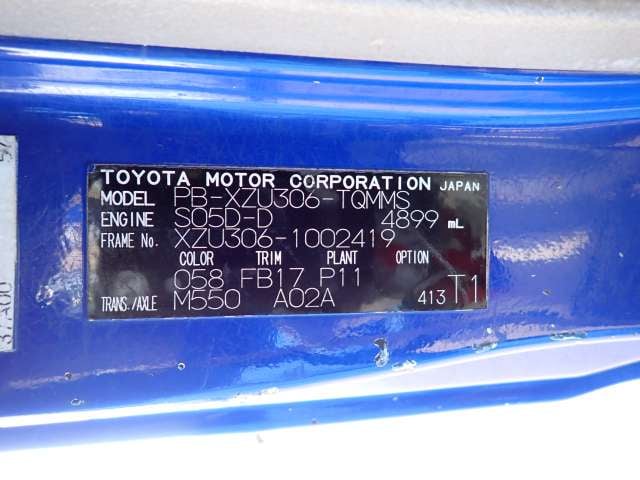 TOYOTA MOTOR CORPORATION JAPAN
MODEL PB-XZU306-TQMMS
ENGINE S05D-D 4899 mL
FRAME No. XZU306-1002419
COLOR TRIM PLANT OPTION
058 FB17 P11
TRANS./AXLE M550 A02A 413 T1